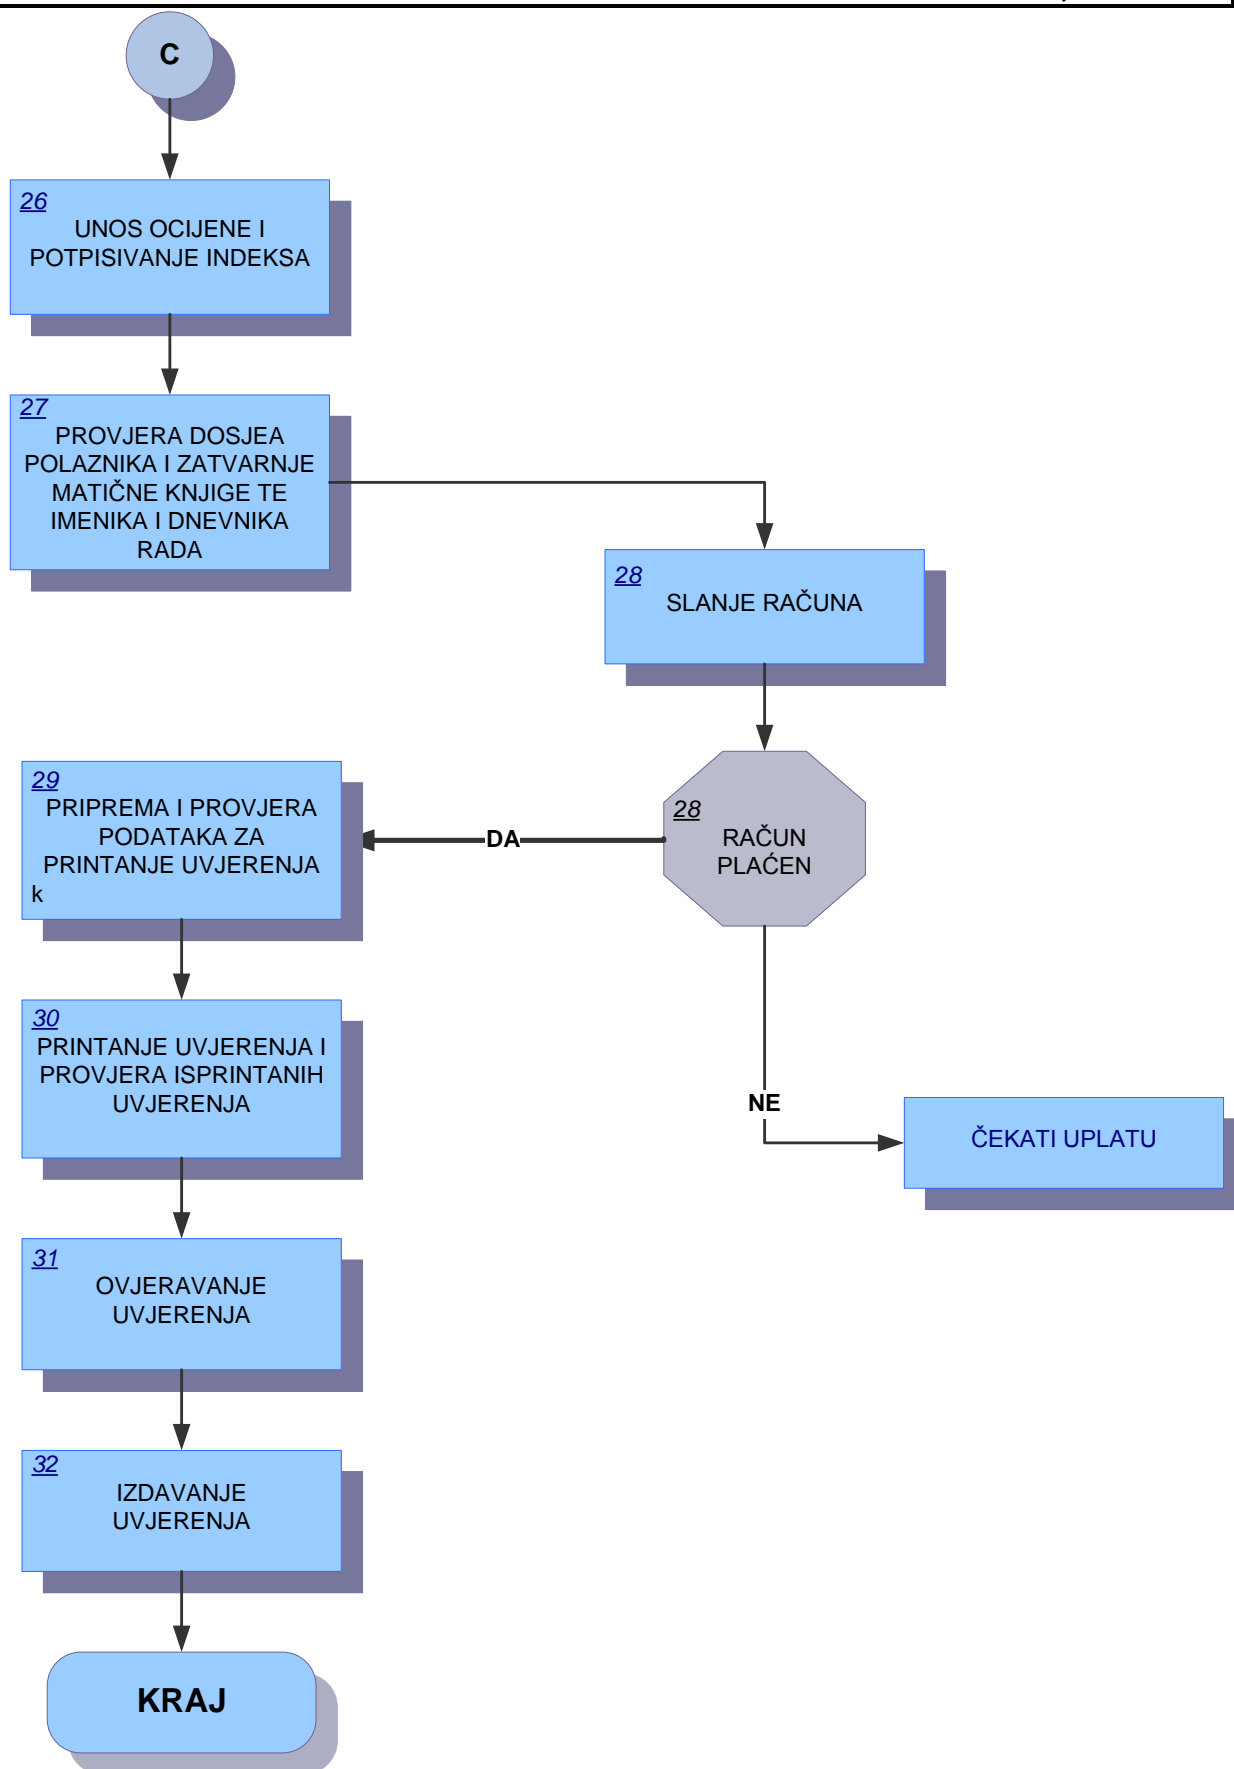 C
26
UNOS OCIJENE I
POTPISIVANJE INDEKSA
27
PROVJERA DOSJEA
POLAZNIKA I ZATVARNJE
MATIČNE KNJIGE TE
IMENIKA I DNEVNIKA
RADA
28
SLANJE RAČUNA
28
RAČUN
PLAĆEN
DA
29
PRIPREMA I PROVJERA
PODATAKA ZA
PRINTANJE UVJERENJA
k
30
PRINTANJE UVJERENJA I
PROVJERA ISPRINTANIH
UVJERENJA
NE
ČEKATI UPLATU
31
OVJERAVANJE
UVJERENJA
32
IZDAVANJE
UVJERENJA
KRAJ